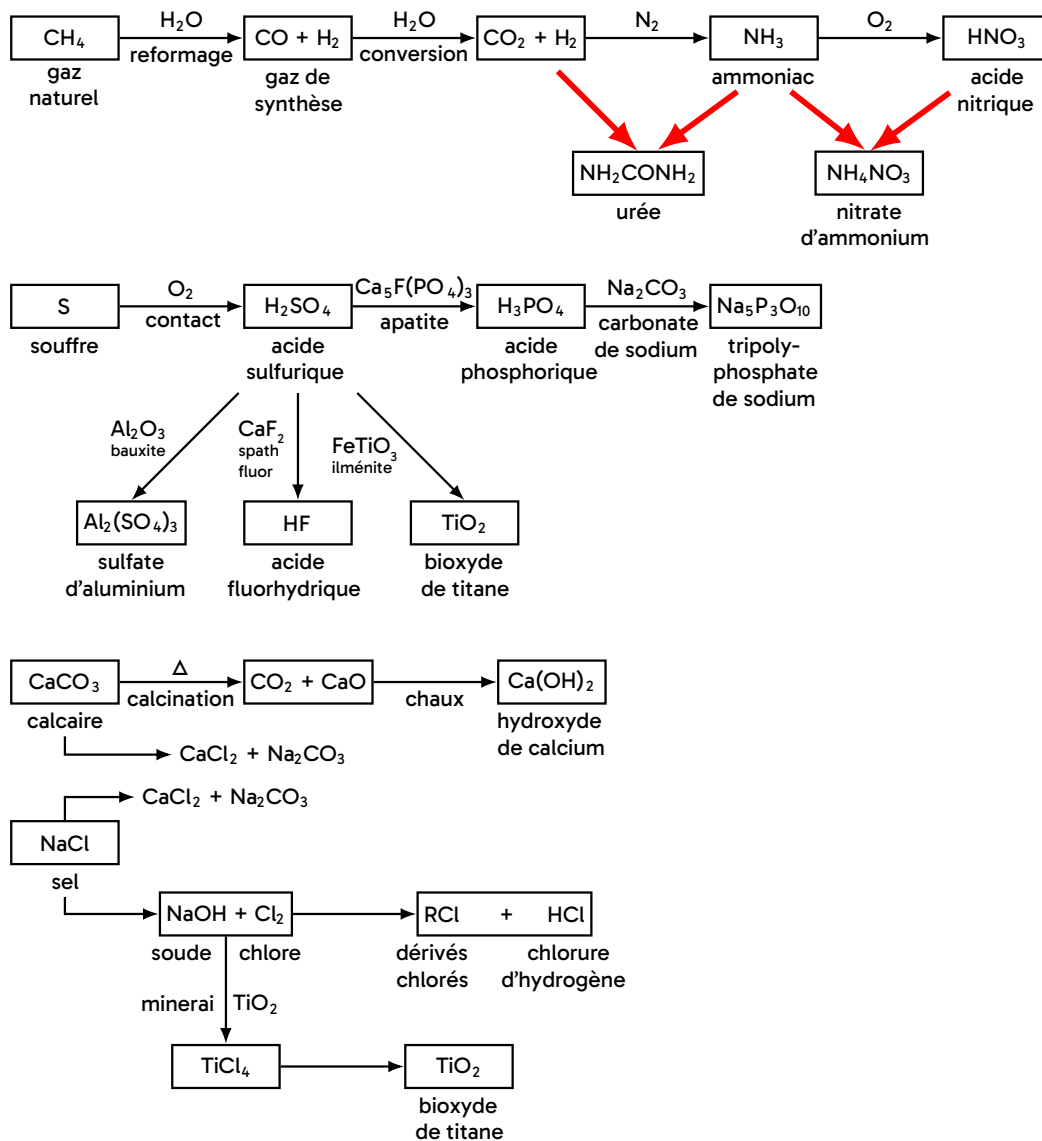 H₂O H₂O N₂ O₂
CH₄ CO + H₂ CO₂ + H₂ NH₃ HNO₃
reformage conversion
gaz naturel
gaz de synthèse
ammoniac
acide nitrique
NH₂CONH₂ NH₄NO₃
urée
nitrate d'ammonium
O₂ Ca₅F(PO₄)₃ Na₂CO₃
S H₂SO₄ H₃PO₄ Na₅P₃O₁₀
contact apatite carbonate de sodium
souffre
acide sulfurique
acide phosphorique
tripoly-
phosphate
de sodium
Al₂O₃
bauxite
CaF₂
spath
fluor
FeTiO₃
ilménite
Al₂(SO₄)₃ HF TiO₂
sulfate d'aluminium
acide fluorhydrique
bioxyde de titane
Δ
CaCO₃ CO₂ + CaO Ca(OH)₂
calcination chaux
calcaire
hydroxyde de calcium
CaCl₂ + Na₂CO₃
CaCl₂ + Na₂CO₃
NaCl
sel
NaOH + Cl₂ RCl + HCl
soude chlore
dérivés chlorés
chlorure d'hydrogène
minerai TiO₂
TiCl₄ TiO₂
bioxyde
de titane